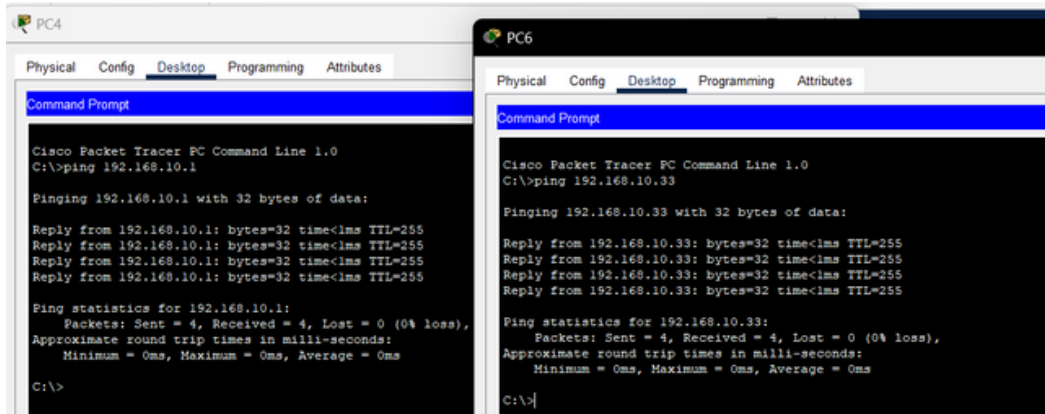 PC4
Physical Config Desktop Programming Attributes
Command Prompt
Cisco Packet Tracer PC Command Line 1.0
C:\>ping 192.168.10.1
Pinging 192.168.10.1 with 32 bytes of data:
Reply from 192.168.10.1: bytes=32 time<1ms TTL=255
Reply from 192.168.10.1: bytes=32 time<1ms TTL=255
Reply from 192.168.10.1: bytes=32 time<1ms TTL=255
Reply from 192.168.10.1: bytes=32 time<1ms TTL=255
Ping statistics for 192.168.10.1:
Packets: Sent = 4, Received = 4, Lost = 0 (0% loss),
Approximate round trip times in milli-seconds:
Minimum = 0ms, Maximum = 0ms, Average = 0ms
C:\>
PC6
Physical Config Desktop Programming Attributes
Command Prompt
Cisco Packet Tracer PC Command Line 1.0
C:\>ping 192.168.10.33
Pinging 192.168.10.33 with 32 bytes of data:
Reply from 192.168.10.33: bytes=32 time<1ms TTL=255
Reply from 192.168.10.33: bytes=32 time<1ms TTL=255
Reply from 192.168.10.33: bytes=32 time<1ms TTL=255
Reply from 192.168.10.33: bytes=32 time<1ms TTL=255
Ping statistics for 192.168.10.33:
Packets: Sent = 4, Received = 4, Lost = 0 (0% loss),
Approximate round trip times in milli-seconds:
Minimum = 0ms, Maximum = 0ms, Average = 0ms
C:\>